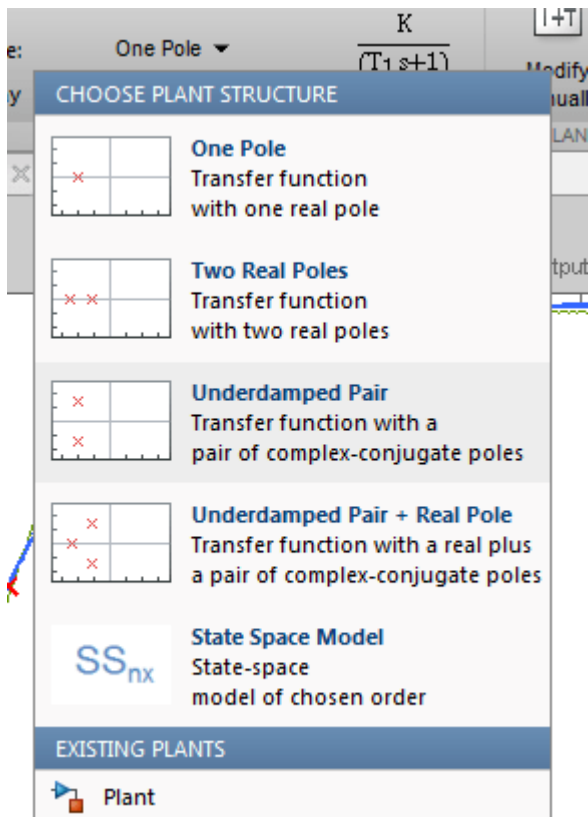 K
e:
One Pole
(T₁s+1)
Modify
y
CHOOSE PLANT STRUCTURE
One Pole
Transfer function
with one real pole
Two Real Poles
Transfer function
with two real poles
Underdamped Pair
Transfer function with a
pair of complex-conjugate poles
Underdamped Pair + Real Pole
Transfer function with a real plus
a pair of complex-conjugate poles
SSnx
State Space Model
State-space
model of chosen order
EXISTING PLANTS
Plant